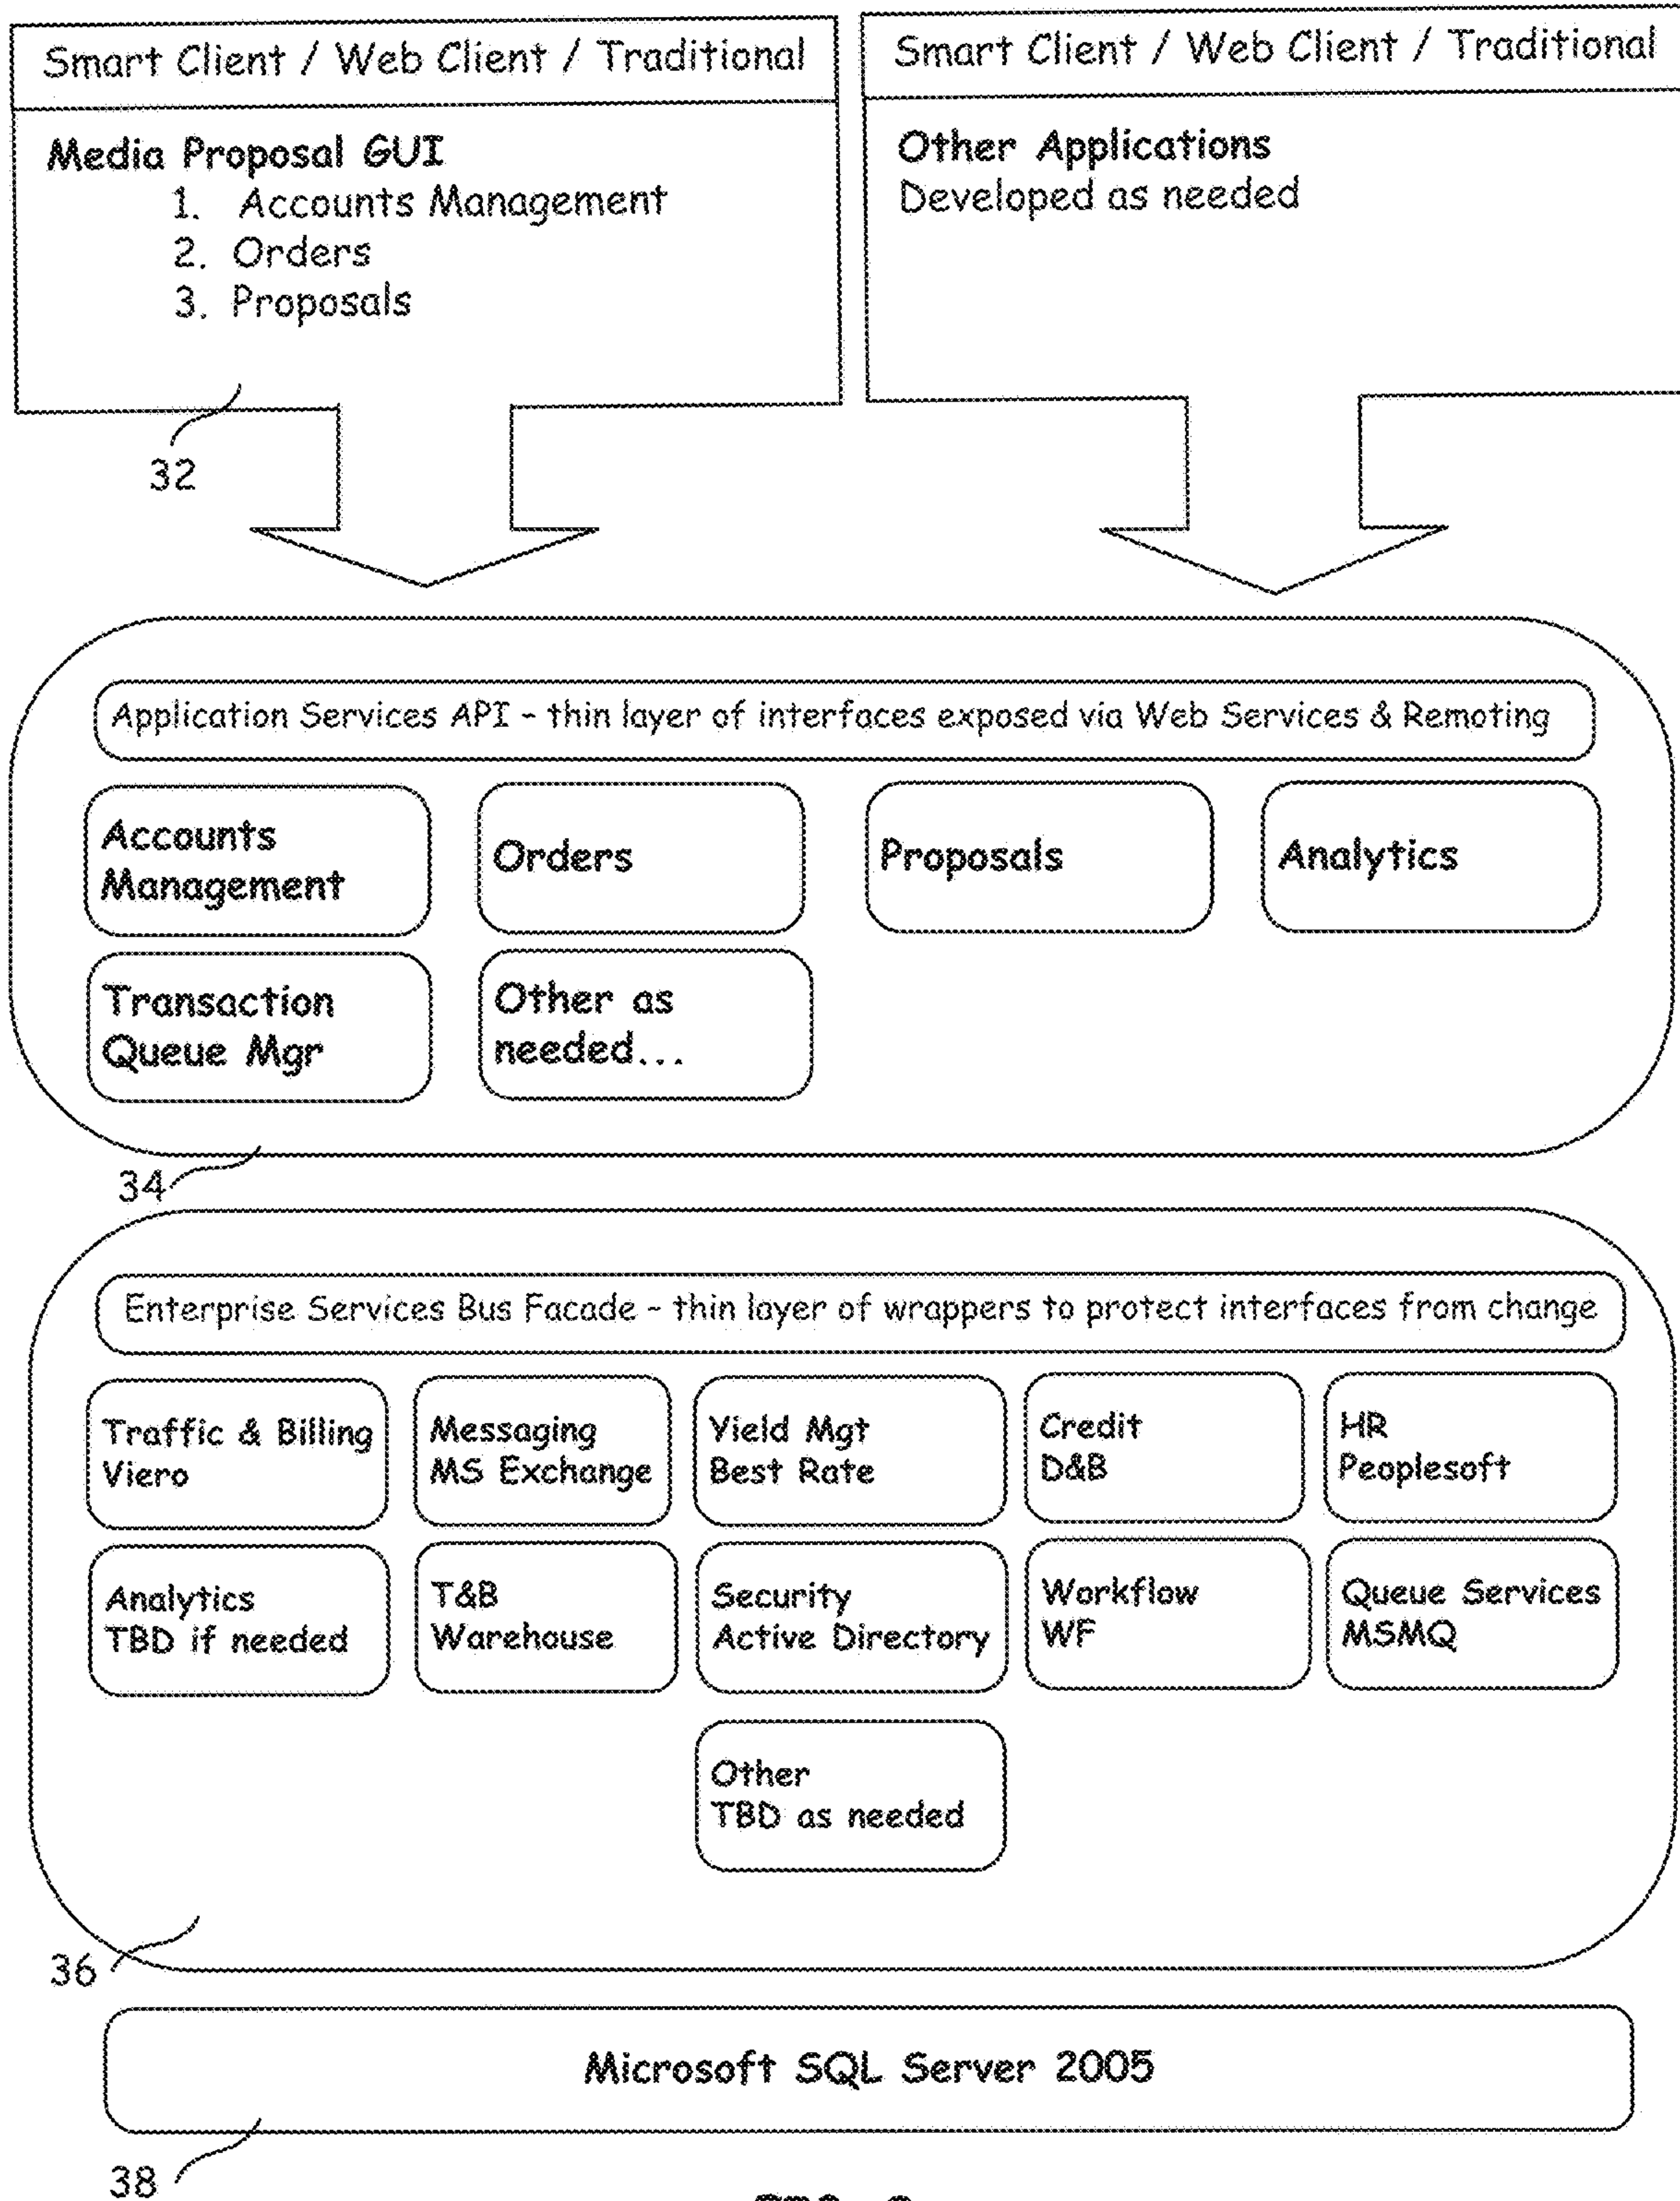 Smart Client / Web Client / Traditional
Media Proposal GUI
1. Accounts Management
2. Orders
3. Proposals
32
Smart Client / Web Client / Traditional
Other Applications
Developed as needed
Application Services API - thin layer of interfaces exposed via Web Services & Remoting
Accounts
Management
Orders
Proposals
Analytics
Transaction
Queue Mgr
Other as
needed...
34
Enterprise Services Bus Facade - thin layer of wrappers to protect interfaces from change
Traffic & Billing
Viero
Messaging
MS Exchange
Yield Mgt
Best Rate
Credit
D&B
HR
Peoplesoft
Analytics
TBD if needed
T&B
Warehouse
Security
Active Directory
Workflow
WF
Queue Services
MSMQ
Other
TBD as needed
36
Microsoft SQL Server 2005
38